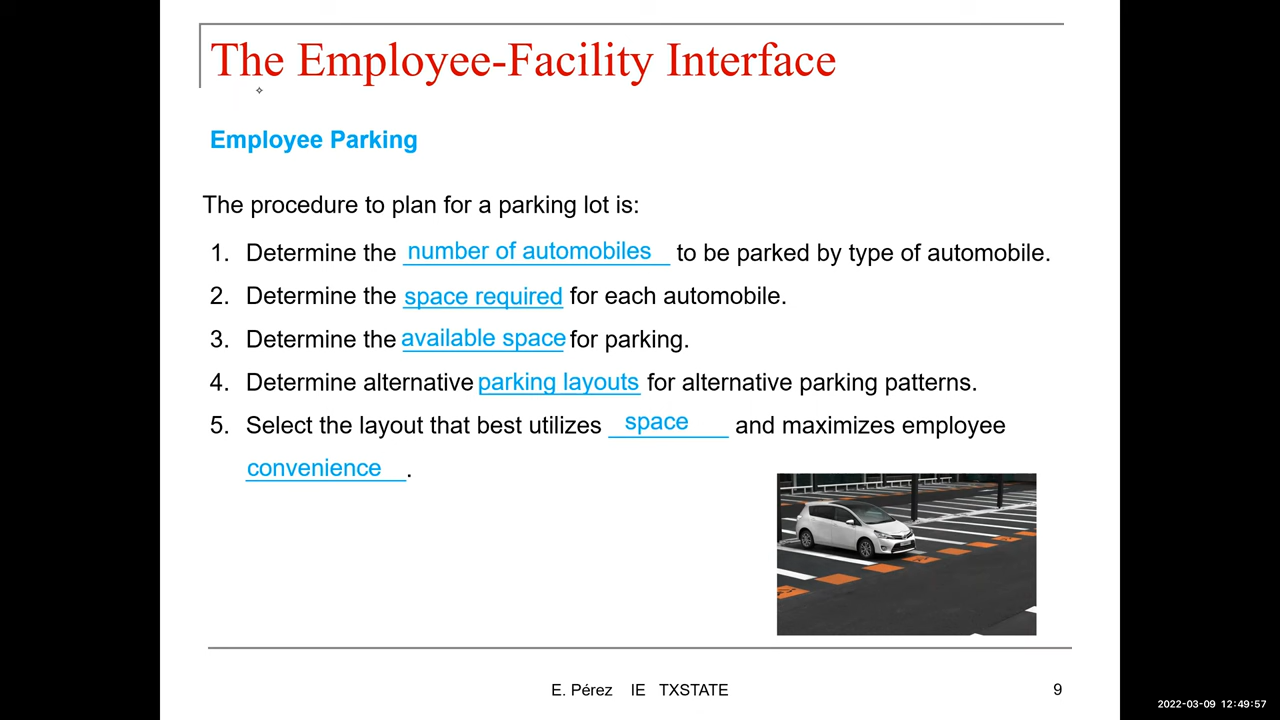 The Employee-Facility Interface
Employee Parking
The procedure to plan for a parking lot is:
1. Determine the number of automobiles to be parked by type of automobile.
2. Determine the space required for each automobile.
3. Determine the available space for parking.
4. Determine alternative parking layouts for alternative parking patterns.
5. Select the layout that best utilizes space and maximizes employee
convenience.
E. Pérez IE TXSTATE
9
2022-03-09 12:49:57